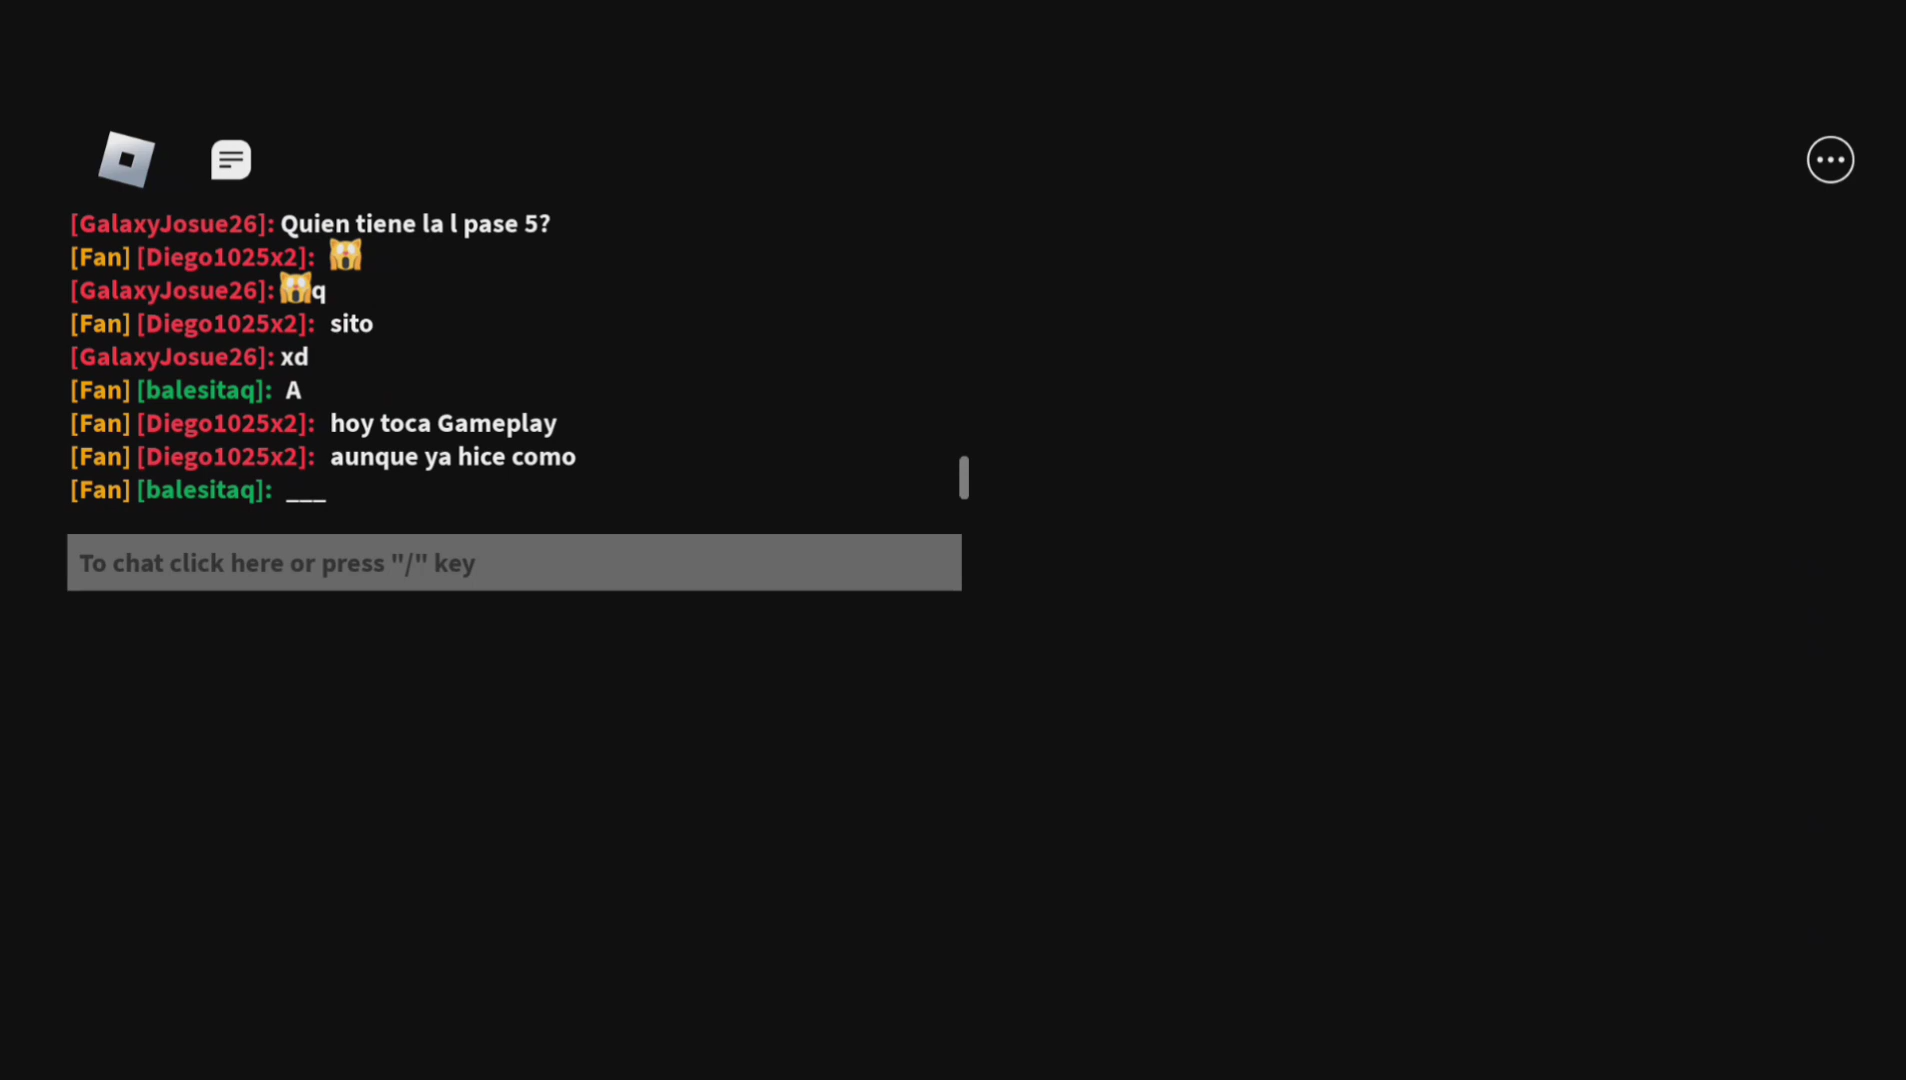 [GalaxyJosue26]: Quien tiene la l pase 5?
[Fan] [Diego1025x2]: 🙀
[GalaxyJosue26]: 🙀q
[Fan] [Diego1025x2]: sito
[GalaxyJosue26]: xd
[Fan] [balesitaq]: A
[Fan] [Diego1025x2]: hoy toca Gameplay
[Fan] [Diego1025x2]: aunque ya hice como
[Fan] [balesitaq]: ___
To chat click here or press "/" key